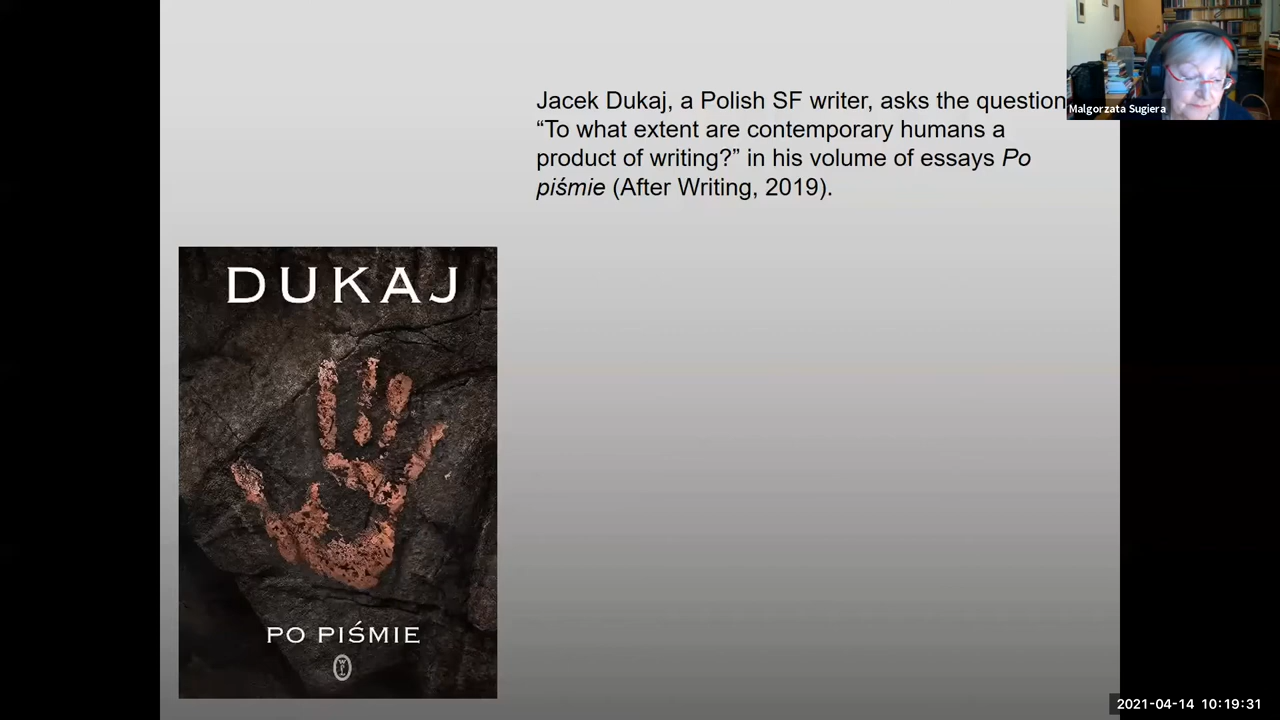 Jacek Dukaj, a Polish SF writer, asks the question
“To what extent are contemporary humans a
product of writing?” in his volume of essays Po
piśmie (After Writing, 2019).
Malgorzata Sugiera
DUKAJ
PO PIŚMIE
WL
2021-04-14 10:19:31